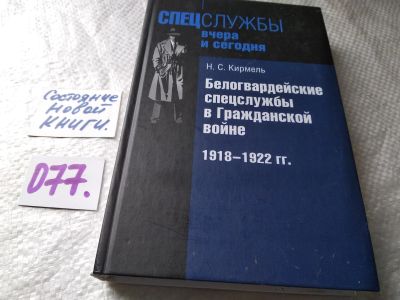 СПЕЦСЛУЖБЫ
вчера
и сегодня
Н. С. Кирмель
Белогвардейские
спецслужбы
в Гражданской
войне
1918–1922 гг.
Состояние
новой
книги.
077.